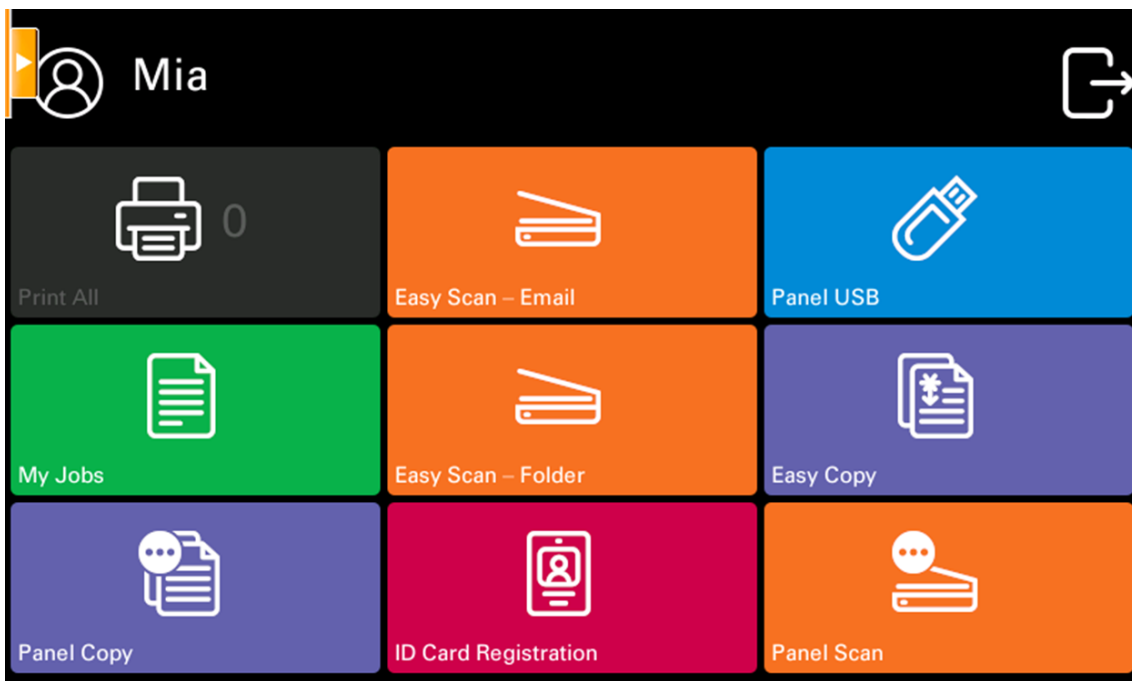 Mia
0
Print All
Easy Scan – Email
Panel USB
My Jobs
Easy Scan – Folder
Easy Copy
Panel Copy
ID Card Registration
Panel Scan